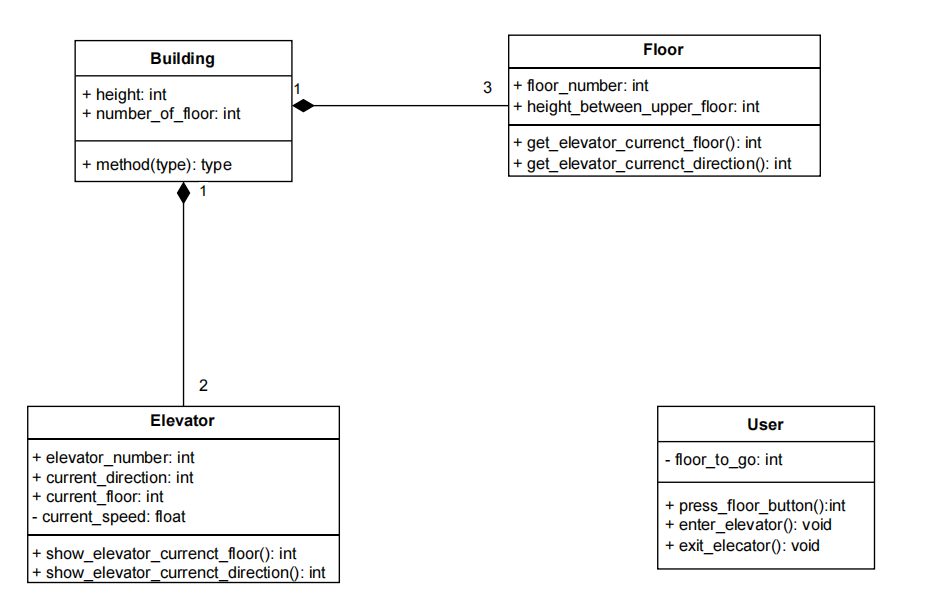 Building
+ height: int
+ number_of_floor: int
+ method(type): type
1
3
Floor
+ floor_number: int
+ height_between_upper_floor: int
+ get_elevator_currenct_floor(): int
+ get_elevator_currenct_direction(): int
1
2
Elevator
+ elevator_number: int
+ current_direction: int
+ current_floor: int
- current_speed: float
+ show_elevator_currenct_floor(): int
+ show_elevator_currenct_direction(): int
User
- floor_to_go: int
+ press_floor_button():int
+ enter_elevator(): void
+ exit_elecator(): void